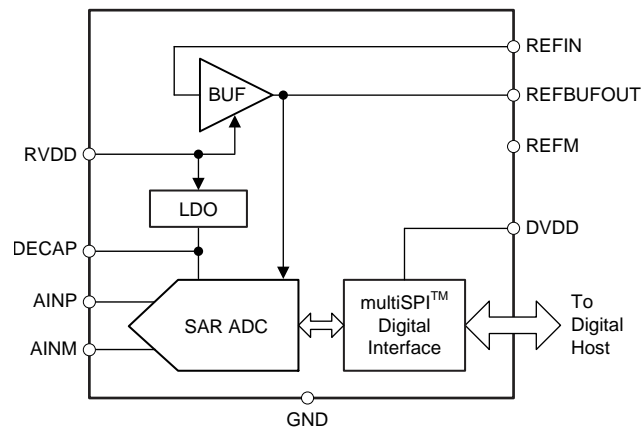 REFIN
BUF
REFBUFOUT
RVDD
REFM
LDO
DECAP
DVDD
AINP
AINM
SAR ADC
multiSPI™
Digital
Interface
To
Digital
Host
GND